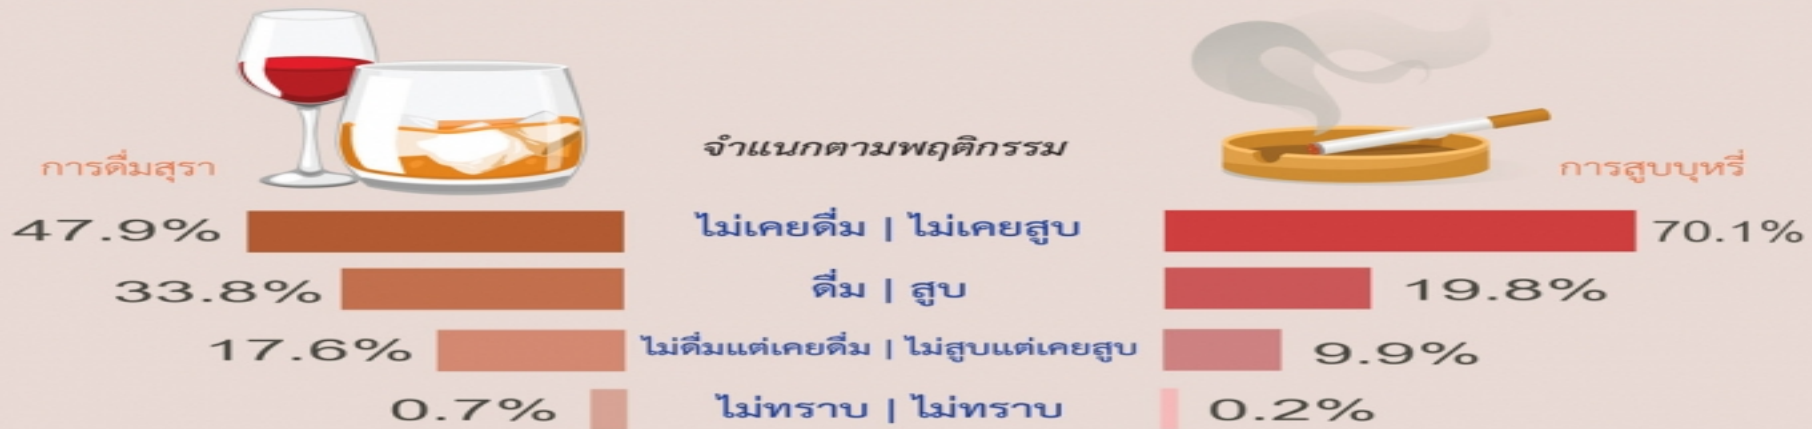 จำแนกตามพฤติกรรม
การดื่มสุรา การสูบบุหรี่
47.9% ไม่เคยดื่ม | ไม่เคยสูบ 70.1%
33.8% ดื่ม | สูบ 19.8%
17.6% ไม่ดื่มแต่เคยดื่ม | ไม่สูบแต่เคยสูบ 9.9%
0.7% ไม่ทราบ | ไม่ทราบ 0.2%